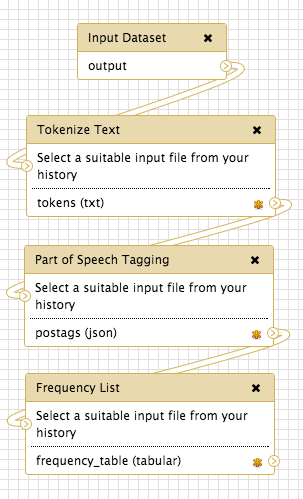 Input Dataset
output
Tokenize Text
Select a suitable input file from your
history
tokens (txt)
Part of Speech Tagging
Select a suitable input file from your
history
postags (json)
Frequency List
Select a suitable input file from your
history
frequency_table (tabular)